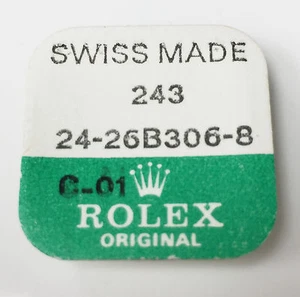 SWISS MADE
243
24-26B306-8
C-01
ROLEX
ORIGINAL